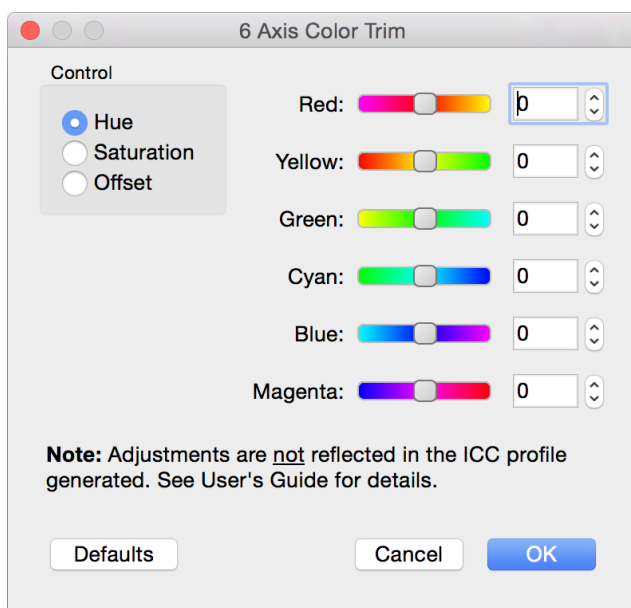 6 Axis Color Trim
Control
Hue
Saturation
Offset
Red: 0
Yellow: 0
Green: 0
Cyan: 0
Blue: 0
Magenta: 0
Note: Adjustments are not reflected in the ICC profile
generated. See User's Guide for details.
Defaults Cancel OK